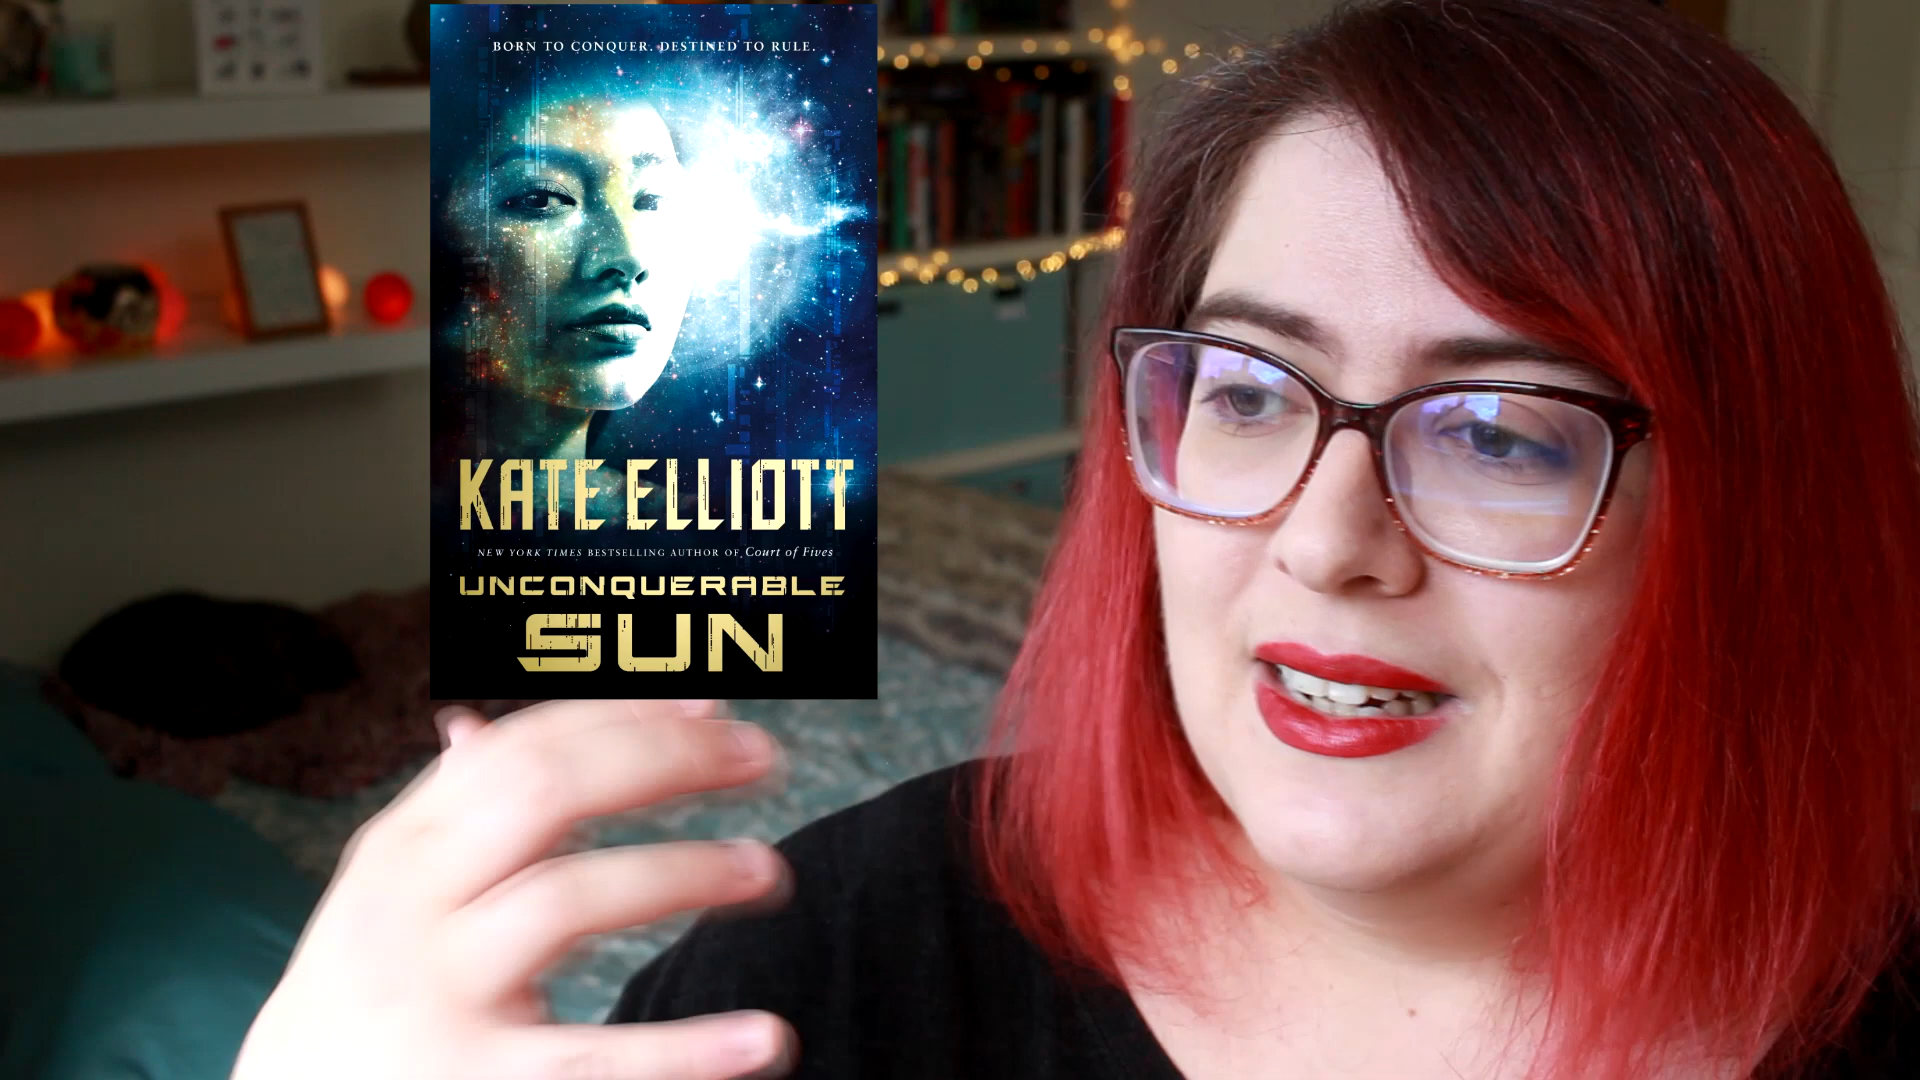 BORN TO CONQUER. DESTINED TO RULE.
KATE ELLIOTT
NEW YORK TIMES BESTSELLING AUTHOR OF Court of Fives
UNCONQUERABLE
SUN